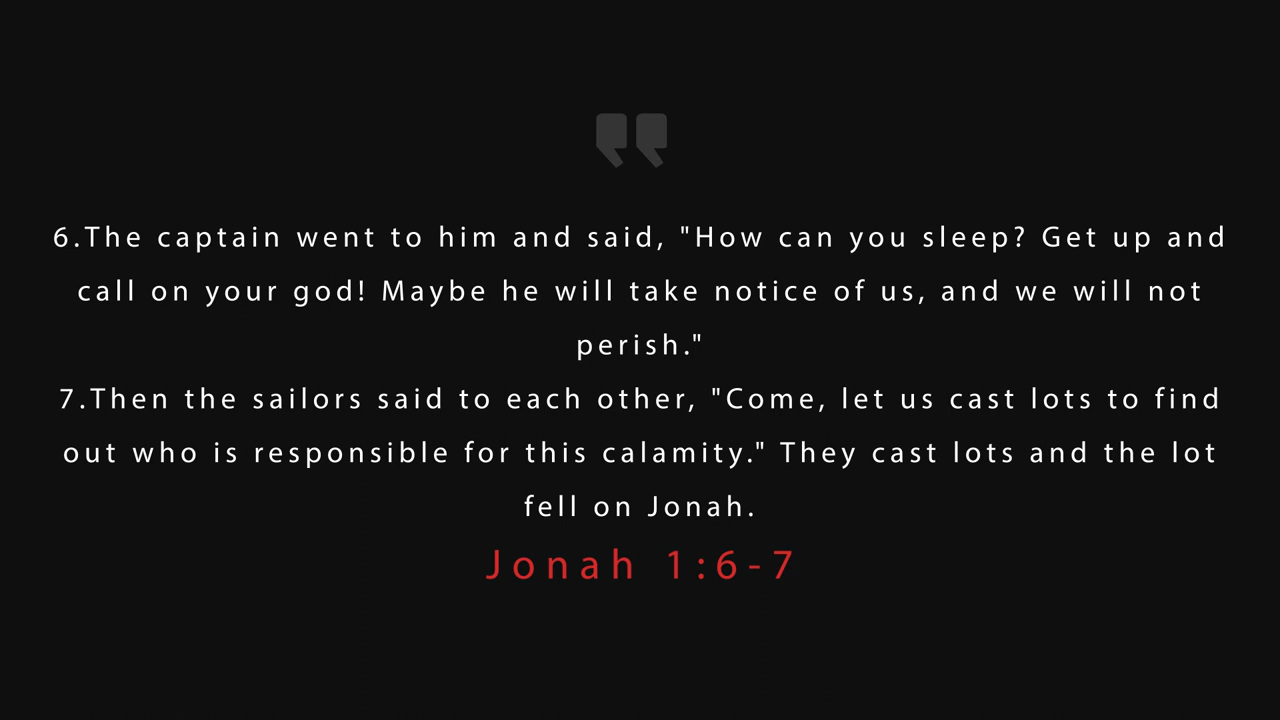 6.The captain went to him and said, "How can you sleep? Get up and
call on your god! Maybe he will take notice of us, and we will not
perish."
7.Then the sailors said to each other, "Come, let us cast lots to find
out who is responsible for this calamity." They cast lots and the lot
fell on Jonah.
Jonah 1:6-7